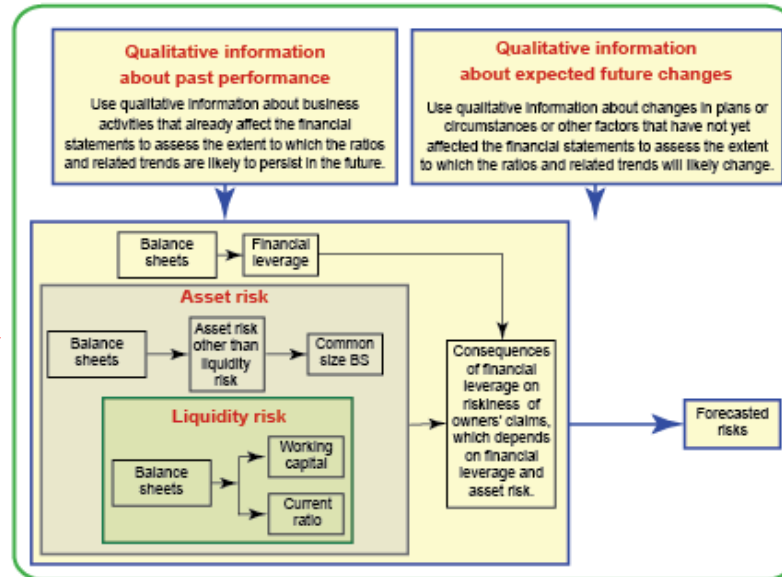 Qualitative information
about past performance
Use qualitative information about business
activities that already affect the financial
statements to assess the extent to which the ratios
and related trends are likely to persist in the future.
Qualitative information
about expected future changes
Use qualitative information about changes in plans or
circumstances or other factors that have not yet
affected the financial statements to assess the extent
to which the ratios and related trends will likely change.
Balance
sheets
Financial
leverage
Asset risk
Balance
sheets
Asset risk
other than
liquidity
risk
Common
size BS
Liquidity risk
Balance
sheets
Working
capital
Current
ratio
Consequences
of financial
leverage on
riskiness of
owners' claims,
which depends
on financial
leverage and
asset risk.
Forecasted
risks